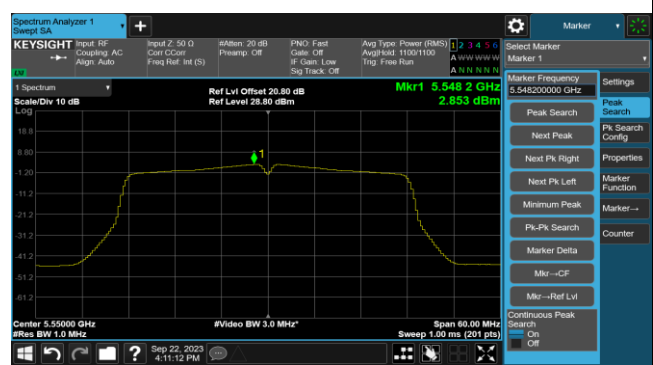 Spectrum Analyzer 1
Swept SA
+
Marker
KEYSIGHT
Input: RF
Coupling: AC
Align: Auto
Input Z: 50 Ω
Corr CCorr
Freq Ref: Int (S)
#Atten: 20 dB
Preamp: Off
PNO: Fast
Gate: Off
IF Gain: Low
Sig Track: Off
Avg Type: Power (RMS)
Avg|Hold: 1100/1100
Trig: Free Run
1 2 3 4 5 6
A W W W W W
A N N N N N
Select Marker
Marker 1
1 Spectrum
Scale/Div 10 dB
Log
Ref Lvl Offset 20.80 dB
Ref Level 28.80 dBm
Mkr1 5.548 2 GHz
2.853 dBm
18.8
8.80
-1.20
-11.2
-21.2
-31.2
-41.2
-51.2
-61.2
1
Center 5.55000 GHz
#Res BW 1.0 MHz
#Video BW 3.0 MHz*
Span 60.00 MHz
Sweep 1.00 ms (201 pts)
Marker Frequency
5.548200000 GHz
Peak Search
Next Peak
Next Pk Right
Next Pk Left
Minimum Peak
Pk-Pk Search
Marker Delta
Mkr→CF
Mkr→Ref Lvl
Continuous Peak
Search
On
Off
Settings
Peak
Search
Pk Search
Config
Properties
Marker
Function
Marker→
Counter
?
Sep 22, 2023
4:11:12 PM